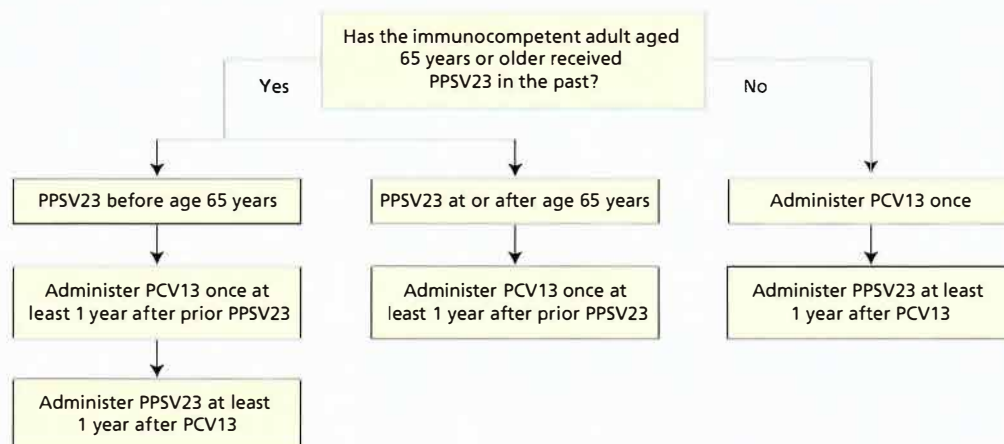 Has the immunocompetent adult aged
65 years or older received
PPSV23 in the past?
Yes
No
PPSV23 before age 65 years
PPSV23 at or after age 65 years
Administer PCV13 once
Administer PCV13 once at
least 1 year after prior PPSV23
Administer PCV13 once at
least 1 year after prior PPSV23
Administer PPSV23 at least
1 year after PCV13
Administer PPSV23 at least
1 year after PCV13